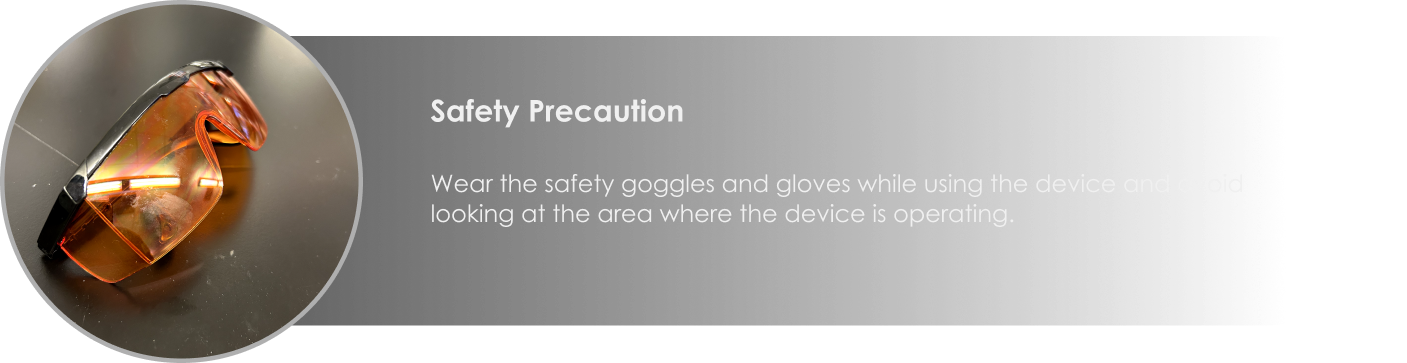 Safety Precaution
Wear the safety goggles and gloves while using the device and
looking at the area where the device is operating.